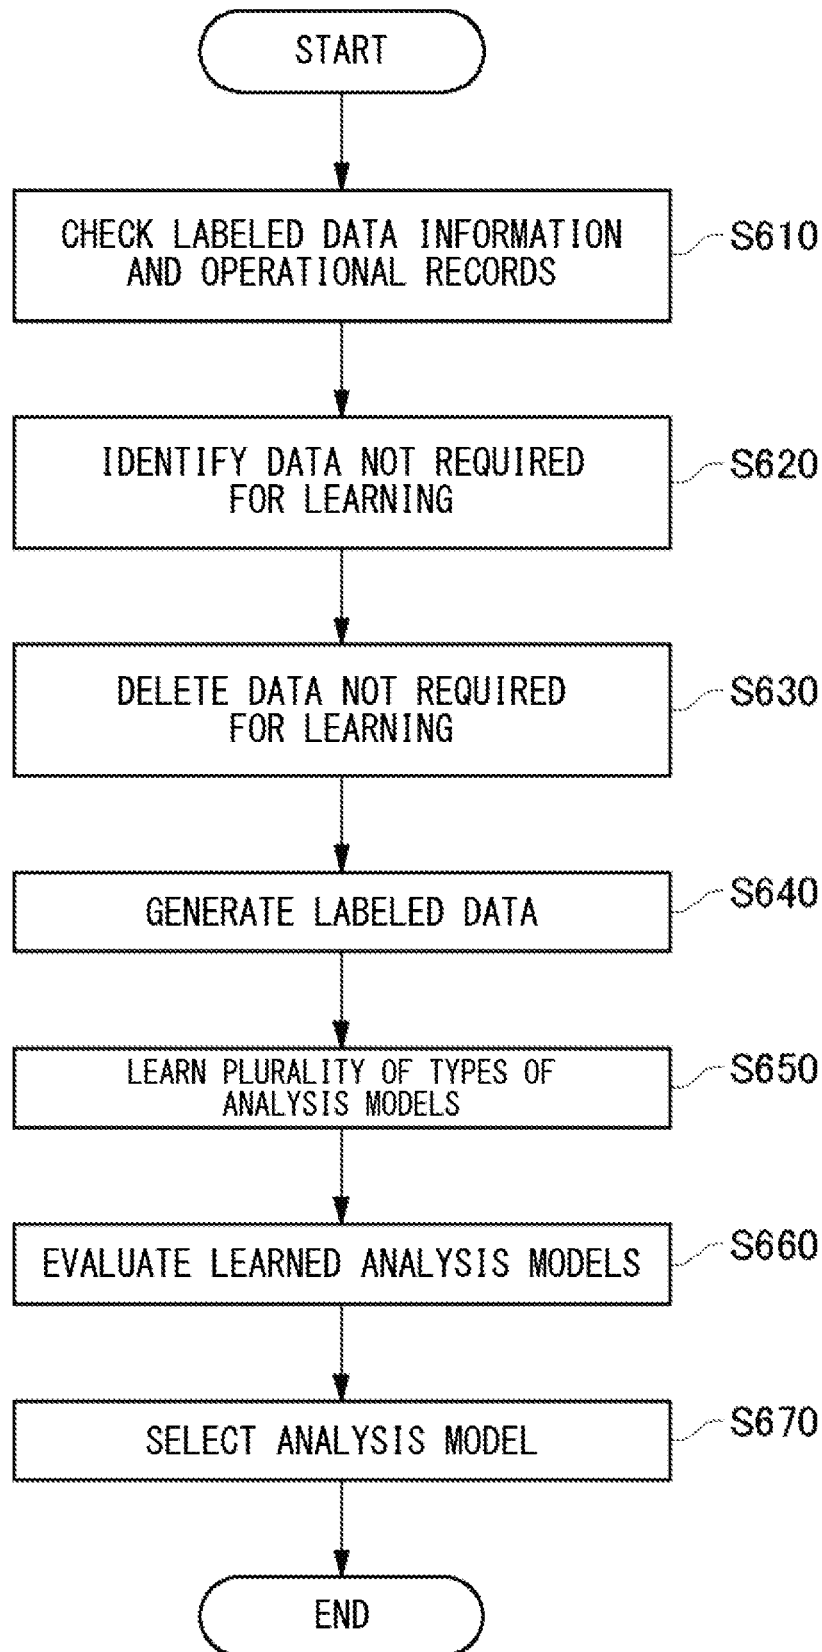 START
CHECK LABELED DATA INFORMATION
AND OPERATIONAL RECORDS
S610
IDENTIFY DATA NOT REQUIRED
FOR LEARNING
S620
DELETE DATA NOT REQUIRED
FOR LEARNING
S630
GENERATE LABELED DATA
S640
LEARN PLURALITY OF TYPES OF
ANALYSIS MODELS
S650
EVALUATE LEARNED ANALYSIS MODELS
S660
SELECT ANALYSIS MODEL
S670
END